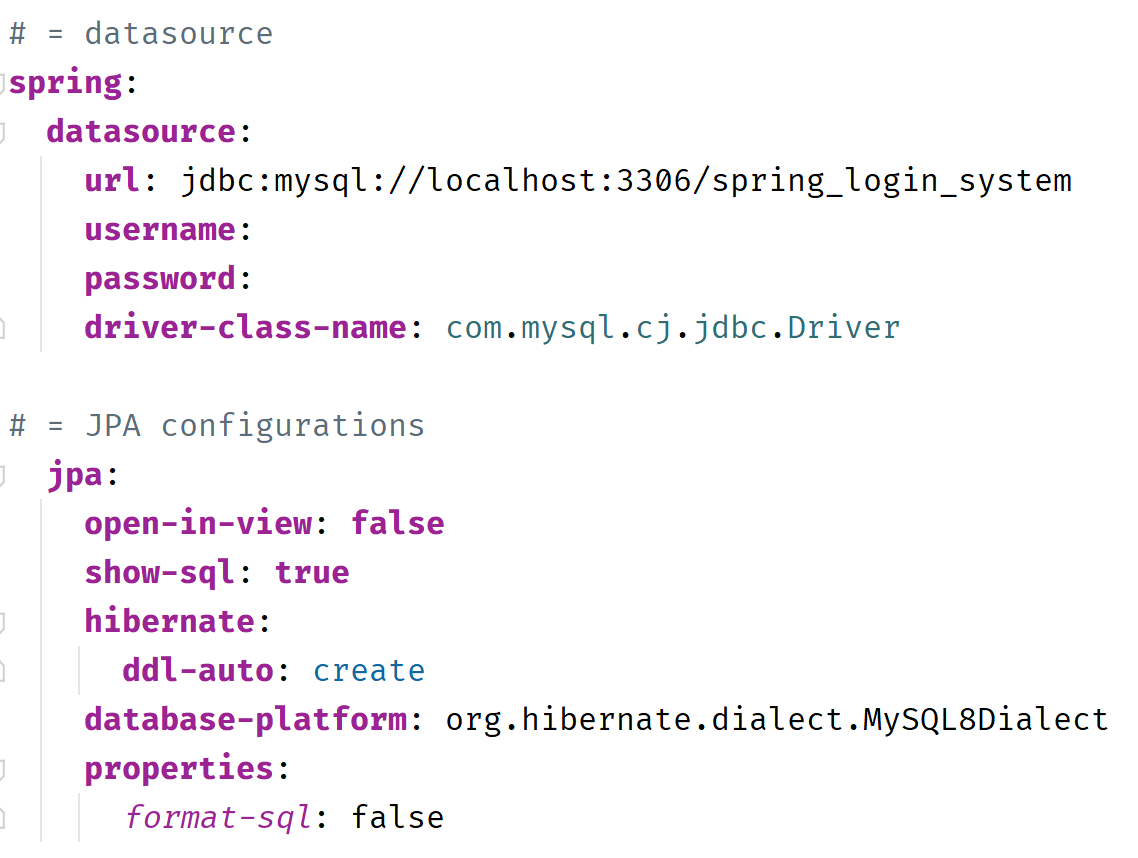 # = datasource
spring:
  datasource:
    url: jdbc:mysql://localhost:3306/spring_login_system
    username:
    password:
    driver-class-name: com.mysql.cj.jdbc.Driver

# = JPA configurations
  jpa:
    open-in-view: false
    show-sql: true
    hibernate:
      ddl-auto: create
    database-platform: org.hibernate.dialect.MySQL8Dialect
    properties:
      format-sql: false